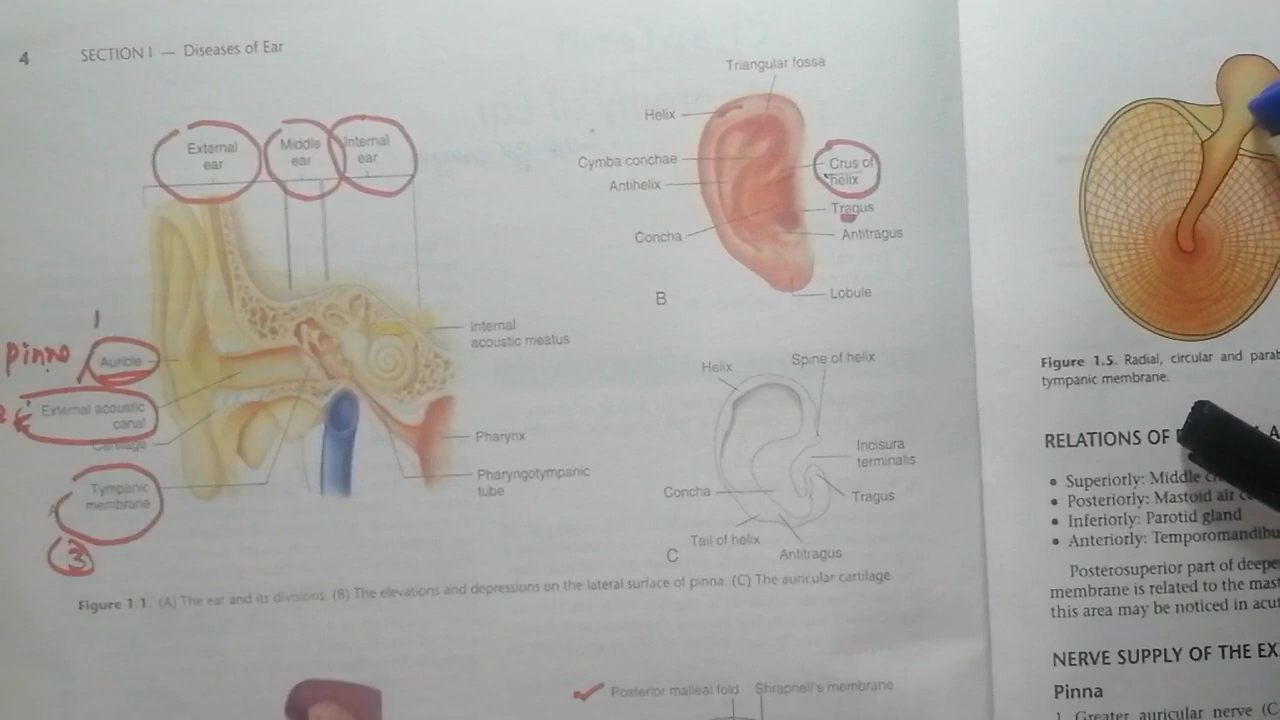 4 SECTION I — Diseases of Ear
External
ear
Middle
ear
Internal
ear
Pinna
1
Auricle
External acoustic
canal
Cartilage
Tympanic
membrane
3
Internal
acoustic meatus
Pharynx
Pharyngotympanic
tube
Triangular fossa
Helix
Cymba conchae
Antihelix
Concha
Crus of
helix
Tragus
Antitragus
Lobule
B
Helix
Spine of helix
Incisura
terminalis
Concha
Tragus
Tail of helix
Antitragus
C
Figure 1.1. (A) The ear and its divisions. (B) The elevations and depressions on the lateral surface of pinna. (C) The auricular cartilage.
Posterior malleal fold
Shrapnell's membrane
Figure 1.5. Radial, circular and
tympanic membrane.
RELATIONS OF
• Superiorly: Middle
• Posteriorly: Mastoid air
• Inferiorly: Parotid gland
• Anteriorly:
Posterosuperior part of
membrane is related to the
this area may be noticed in
NERVE SUPPLY OF THE
Pinna
1. Greater auricular nerve (C